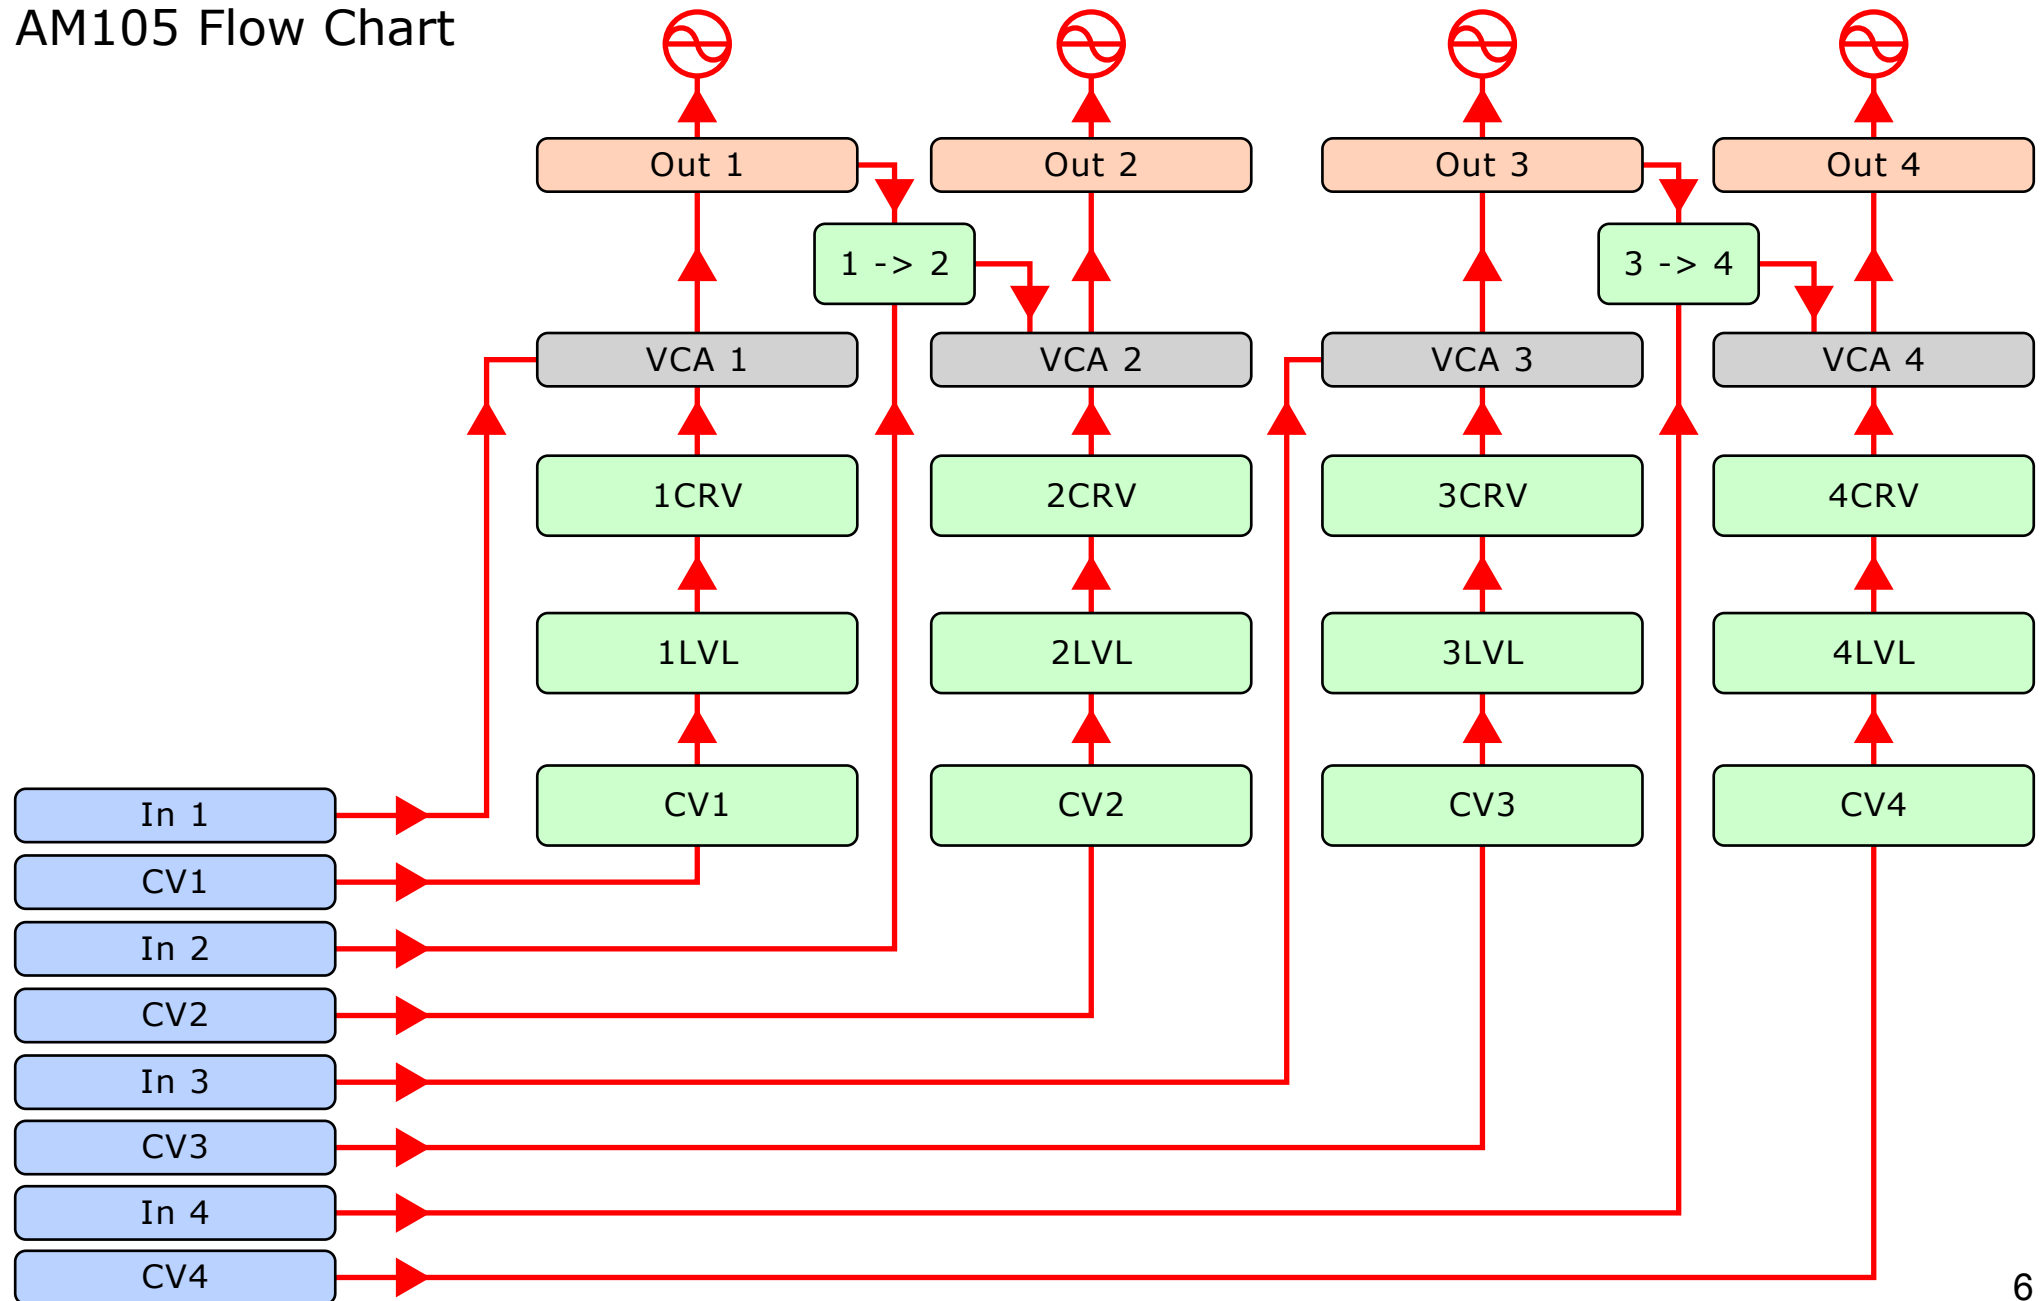 AM105 Flow Chart
Out 1
Out 2
Out 3
Out 4
1 -> 2
3 -> 4
VCA 1
VCA 2
VCA 3
VCA 4
1CRV
2CRV
3CRV
4CRV
1LVL
2LVL
3LVL
4LVL
CV1
CV2
CV3
CV4
In 1
CV1
In 2
CV2
In 3
CV3
In 4
CV4
6